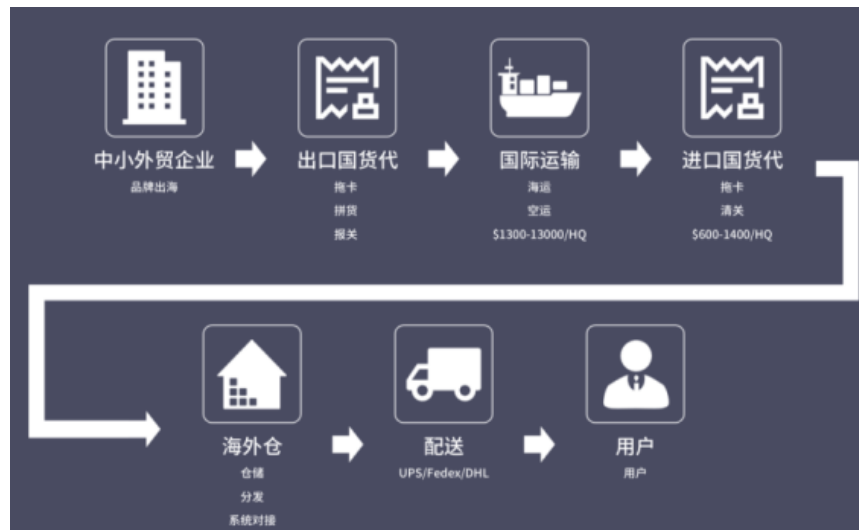 中小外贸企业
品牌出海
出口国货代
拖卡
拼货
报关
国际运输
海运
空运
$1300-13000/HQ
进口国货代
拖卡
清关
$600-1400/HQ
海外仓
仓储
分发
系统对接
配送
UPS/Fedex/DHL
用户
用户